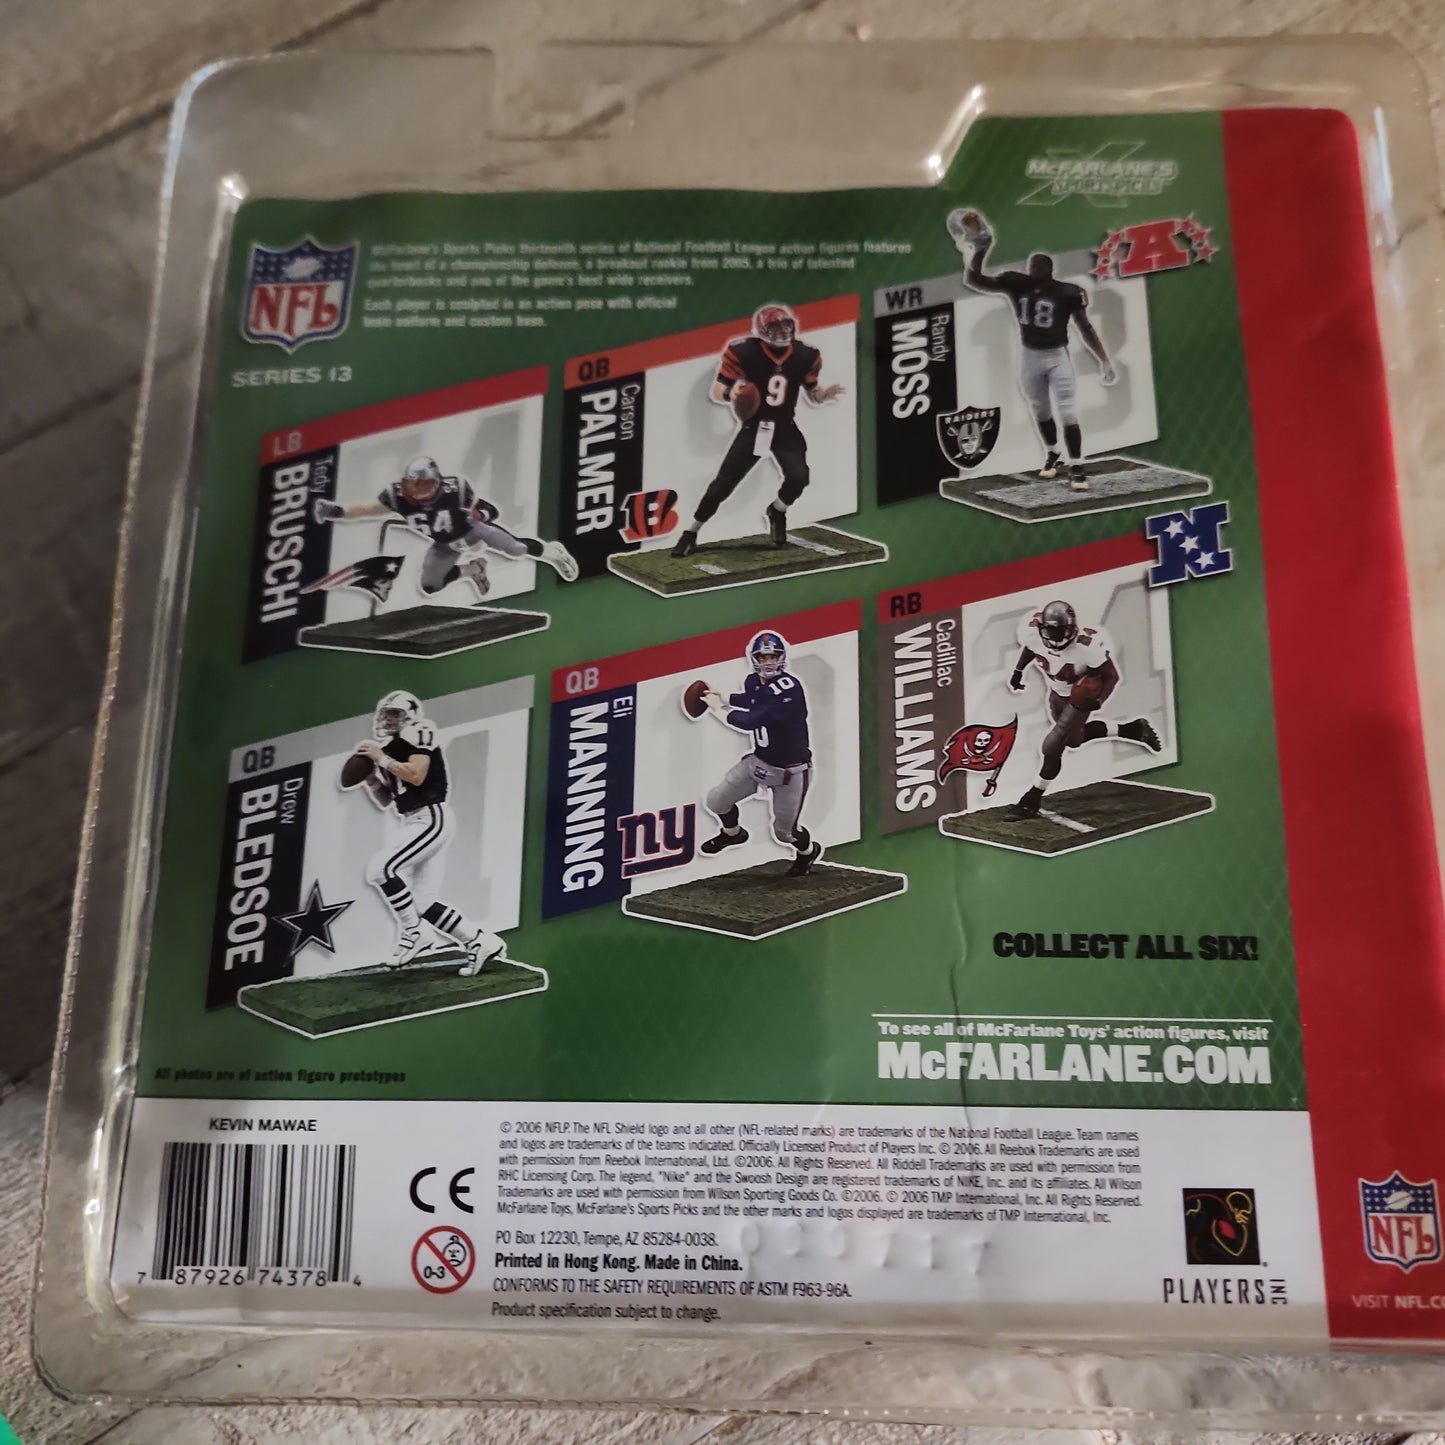 McFARLANE'S
SPORTSPICKS
NFL
McFarlane's Sports Picks thirteenth series of National Football League action figures features
the soul of a championship defense, a breakout rookie from 2005, a trio of talented
quarterbacks and one of the game's best wide receivers.
Each player is sculpted in an action pose with official
team uniform and custom base.
SERIES 13
LB
Tedy
BRUSCHI
54
QB
Carson
PALMER
9
B
WR
Randy
MOSS
18
RAIDERS
A
QB
Drew
BLEDSOE
11
QB
Eli
MANNING
10
ny
RB
Cadillac
WILLIAMS
24
N
COLLECT ALL SIX!
To see all of McFarlane Toys' action figures, visit
McFARLANE.COM
All photos are of action figure prototypes
KEVIN MAWAE
7 87926 74378 4
CE
0-3
© 2006 NFLP. The NFL Shield logo and all other (NFL-related marks) are trademarks of the National Football League. Team names
and logos are trademarks of the teams indicated. Officially Licensed Product of Players Inc. © 2006. All Reebok Trademarks are used
with permission from Reebok International, Ltd. ©2006. All Rights Reserved. All Riddell Trademarks are used with permission from
RHC Licensing Corp. The legend, "Nike" and the Swoosh Design are registered trademarks of NIKE, Inc. and its affiliates. All Wilson
Trademarks are used with permission from Wilson Sporting Goods Co. ©2006. © 2006 TMP International, Inc. All Rights Reserved.
McFarlane Toys, McFarlane's Sports Picks and the other marks and logos displayed are trademarks of TMP International, Inc.
PO Box 12230, Tempe, AZ 85284-0038.
Printed in Hong Kong. Made in China.
CONFORMS TO THE SAFETY REQUIREMENTS OF ASTM F963-96A.
Product specification subject to change.
PLAYERS INC
NFL
VISIT NFL.C